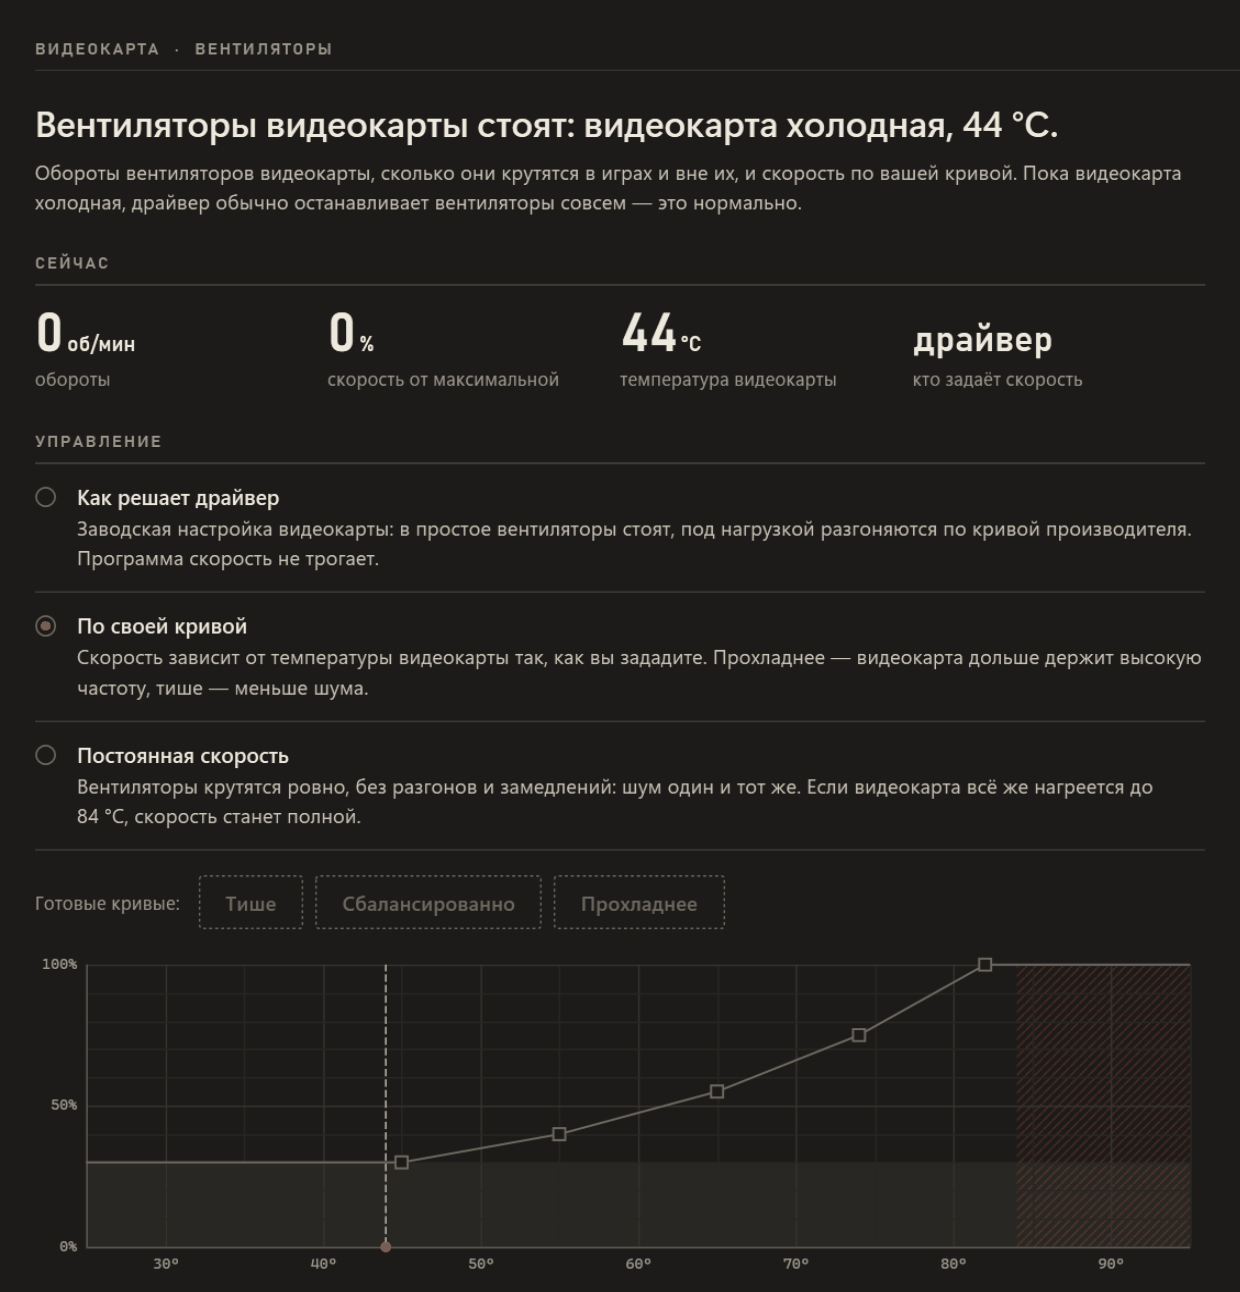 ВИДЕОКАРТА · ВЕНТИЛЯТОРЫ
Вентиляторы видеокарты стоят: видеокарта холодная, 44 °C.
Обороты вентиляторов видеокарты, сколько они крутятся в играх и вне их, и скорость по вашей кривой. Пока видеокарта
холодная, драйвер обычно останавливает вентиляторы совсем — это нормально.
СЕЙЧАС
0 об/мин
обороты
0 %
скорость от максимальной
44 °C
температура видеокарты
драйвер
кто задаёт скорость
УПРАВЛЕНИЕ
Как решает драйвер
Заводская настройка видеокарты: в простое вентиляторы стоят, под нагрузкой разгоняются по кривой производителя.
Программа скорость не трогает.
По своей кривой
Скорость зависит от температуры видеокарты так, как вы зададите. Прохладнее — видеокарта дольше держит высокую
частоту, тише — меньше шума.
Постоянная скорость
Вентиляторы крутятся ровно, без разгонов и замедлений: шум один и тот же. Если видеокарта всё же нагреется до
84 °C, скорость станет полной.
Готовые кривые: Тише Сбалансированно Прохладнее
100%
50%
0%
30° 40° 50° 60° 70° 80° 90°